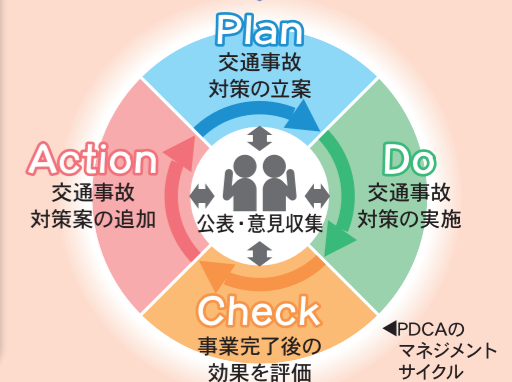 Plan
交通事故
対策の立案
Do
交通事故
対策の実施
Check
事業完了後の
効果を評価
Action
交通事故
対策案の追加
公表・意見収集
◀PDCAの
マネジメント
サイクル